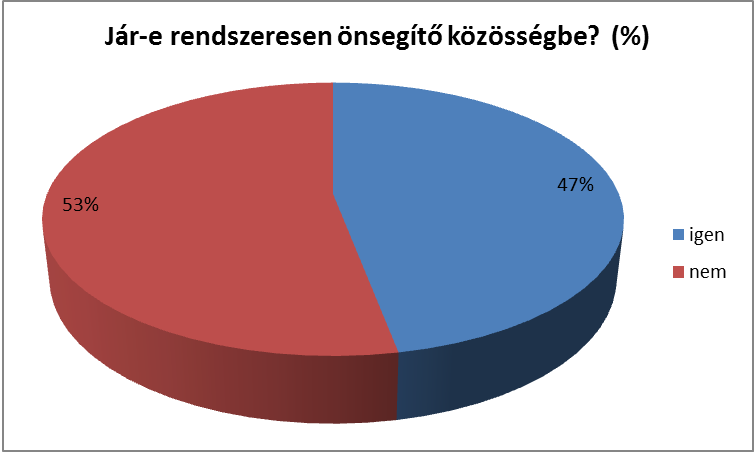 Jár-e rendszeresen önsegítő közösségbe? (%)
47%
53%
igen
nem